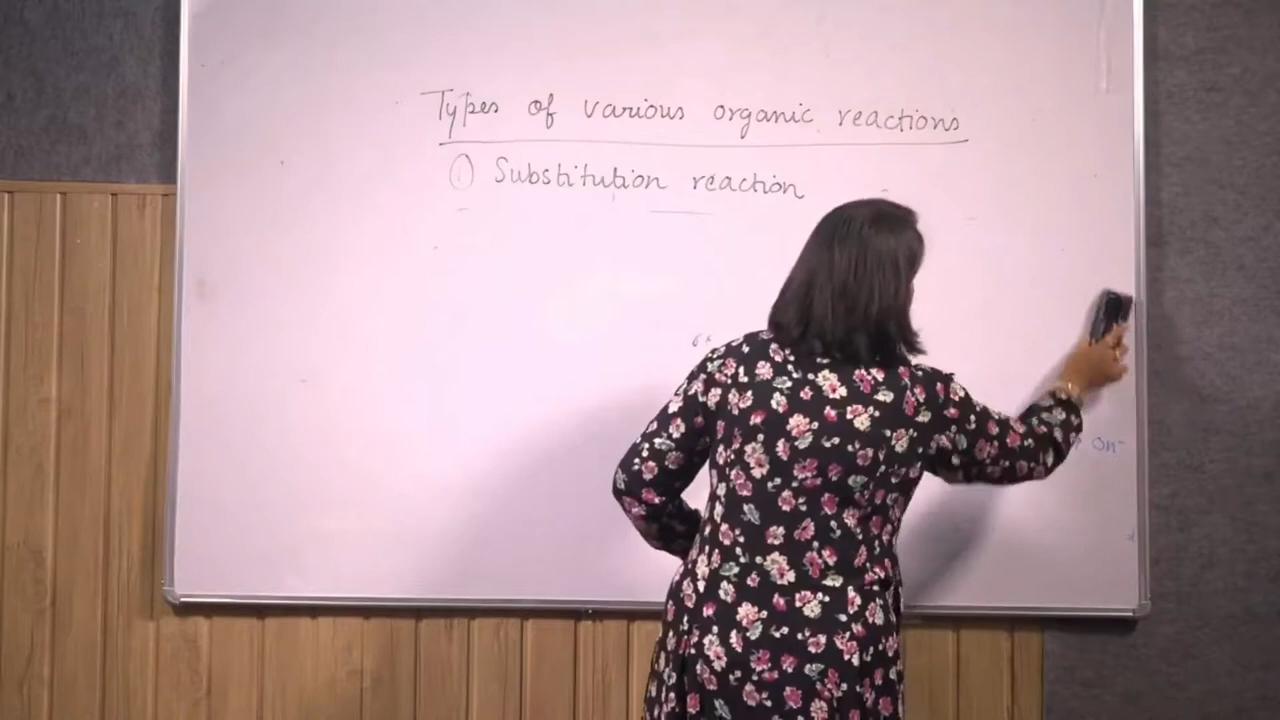 Types of various organic reactions
① Substitution reaction